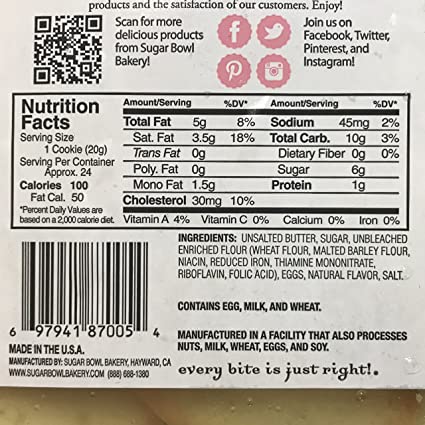 products and the satisfaction of our customers. Enjoy!
Scan for more
delicious products
from Sugar Bowl
Bakery!
Join us on
Facebook, Twitter,
Pinterest, and
Instagram!
Nutrition
Facts
Serving Size
1 Cookie (20g)
Serving Per Container
Approx. 24
Calories 100
Fat Cal. 50
*Percent Daily Values are
based on a 2,000 calorie diet.
Amount/Serving %DV*
Total Fat 5g 8%
Sat. Fat 3.5g 18%
Trans Fat 0g
Poly. Fat 0g
Mono Fat 1.5g
Cholesterol 30mg 10%
Amount/Serving %DV*
Sodium 45mg 2%
Total Carb. 10g 3%
Dietary Fiber 0g 0%
Sugar 6g
Protein 1g
Vitamin A 4% Vitamin C 0% Calcium 0% Iron 0%
INGREDIENTS: UNSALTED BUTTER, SUGAR, UNBLEACHED
ENRICHED FLOUR (WHEAT FLOUR, MALTED BARLEY FLOUR,
NIACIN, REDUCED IRON, THIAMINE MONONITRATE,
RIBOFLAVIN, FOLIC ACID), EGGS, NATURAL FLAVOR, SALT.
CONTAINS EGG, MILK, AND WHEAT.
MANUFACTURED IN A FACILITY THAT ALSO PROCESSES
NUTS, MILK, WHEAT, EGGS, AND SOY.
every bite is just right!
6 97941 87005 4
MADE IN THE U.S.A.
MANUFACTURED BY: SUGAR BOWL BAKERY, HAYWARD, CA
WWW.SUGARBOWLBAKERY.COM (888) 688-1380